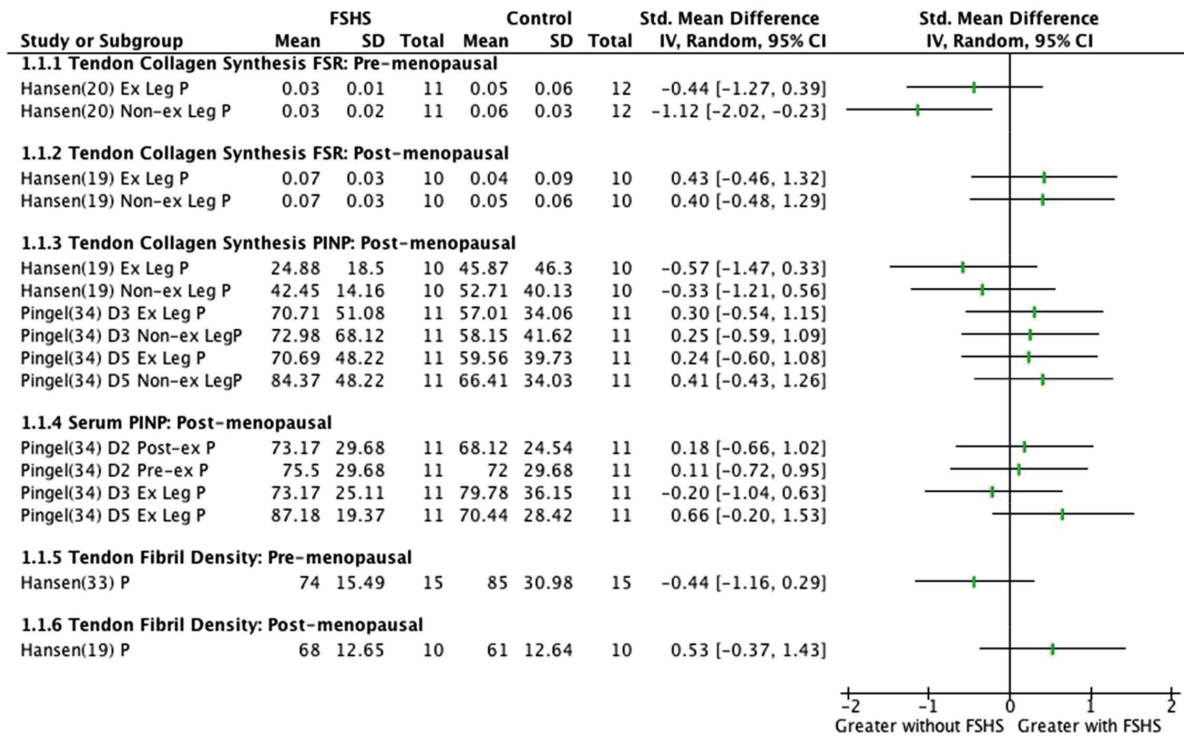 FSHS Control Std. Mean Difference Std. Mean Difference
Study or Subgroup Mean SD Total Mean SD Total IV, Random, 95% CI IV, Random, 95% CI
1.1.1 Tendon Collagen Synthesis FSR: Pre-menopausal
Hansen(20) Ex Leg P 0.03 0.01 11 0.05 0.06 12 -0.44 [-1.27, 0.39]
Hansen(20) Non-ex Leg P 0.03 0.02 11 0.06 0.03 12 -1.12 [-2.02, -0.23]
1.1.2 Tendon Collagen Synthesis FSR: Post-menopausal
Hansen(19) Ex Leg P 0.07 0.03 10 0.04 0.09 10 0.43 [-0.46, 1.32]
Hansen(19) Non-ex Leg P 0.07 0.03 10 0.05 0.06 10 0.40 [-0.48, 1.29]
1.1.3 Tendon Collagen Synthesis PINP: Post-menopausal
Hansen(19) Ex Leg P 24.88 18.5 10 45.87 46.3 10 -0.57 [-1.47, 0.33]
Hansen(19) Non-ex Leg P 42.45 14.16 10 52.71 40.13 10 -0.33 [-1.21, 0.56]
Pingel(34) D3 Ex Leg P 70.71 51.08 11 57.01 34.06 11 0.30 [-0.54, 1.15]
Pingel(34) D3 Non-ex LegP 72.98 68.12 11 58.15 41.62 11 0.25 [-0.59, 1.09]
Pingel(34) D5 Ex Leg P 70.69 48.22 11 59.56 39.73 11 0.24 [-0.60, 1.08]
Pingel(34) D5 Non-ex LegP 84.37 48.22 11 66.41 34.03 11 0.41 [-0.43, 1.26]
1.1.4 Serum PINP: Post-menopausal
Pingel(34) D2 Post-ex P 73.17 29.68 11 68.12 24.54 11 0.18 [-0.66, 1.02]
Pingel(34) D2 Pre-ex P 75.5 29.68 11 72 29.68 11 0.11 [-0.72, 0.95]
Pingel(34) D3 Ex Leg P 73.17 25.11 11 79.78 36.15 11 -0.20 [-1.04, 0.63]
Pingel(34) D5 Ex Leg P 87.18 19.37 11 70.44 28.42 11 0.66 [-0.20, 1.53]
1.1.5 Tendon Fibril Density: Pre-menopausal
Hansen(33) P 74 15.49 15 85 30.98 15 -0.44 [-1.16, 0.29]
1.1.6 Tendon Fibril Density: Post-menopausal
Hansen(19) P 68 12.65 10 61 12.64 10 0.53 [-0.37, 1.43]
-2 -1 0 1 2
Greater without FSHS Greater with FSHS